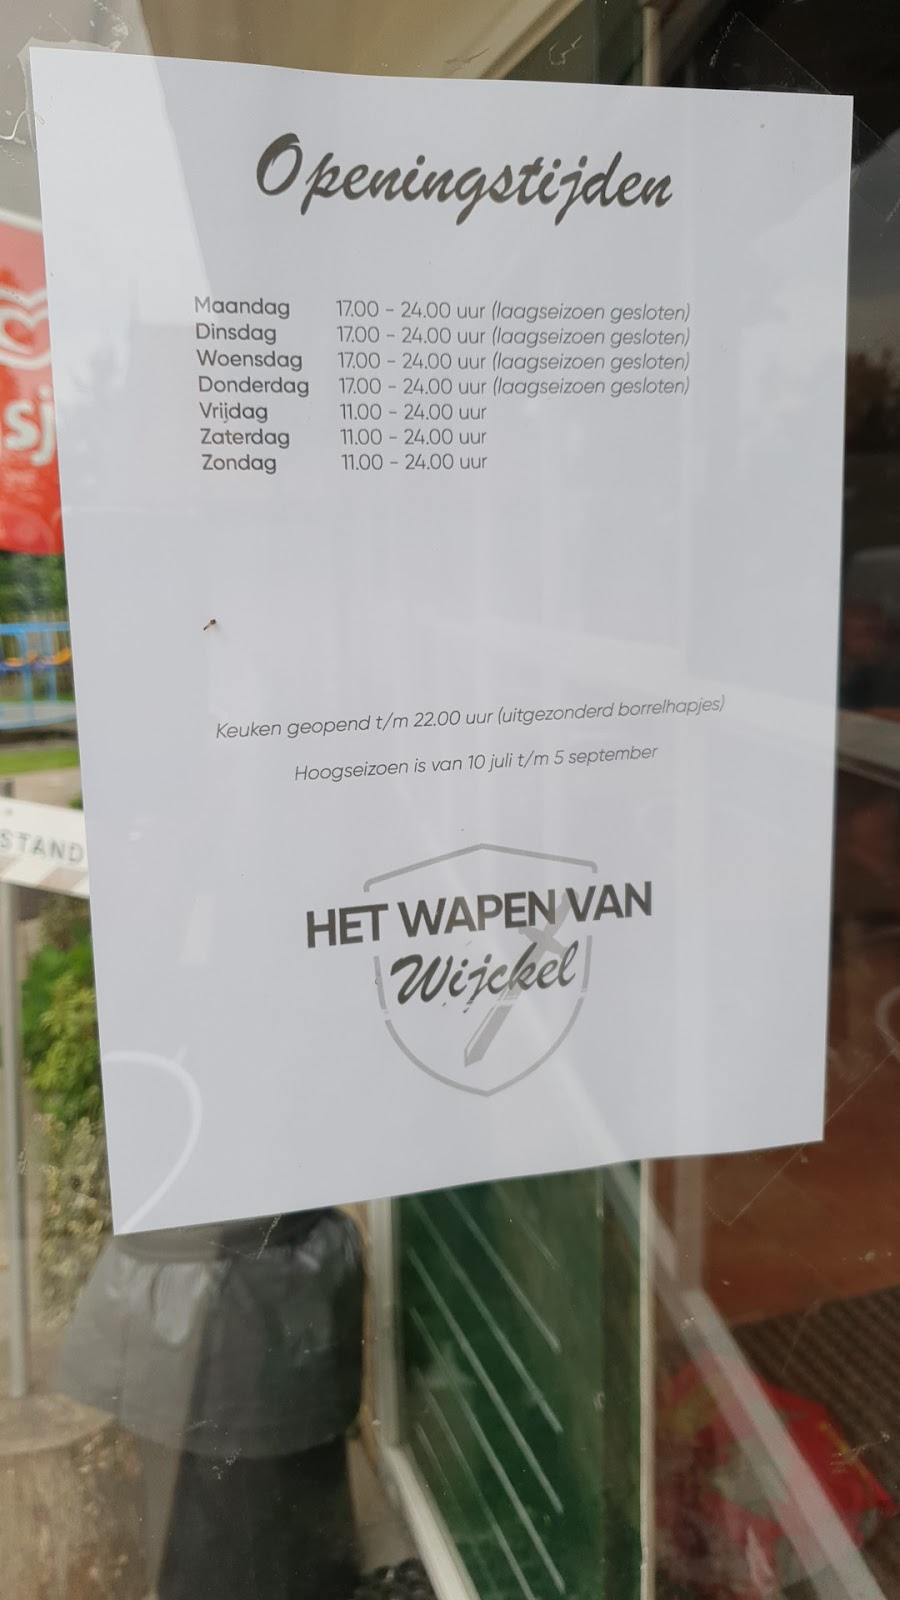 Openingstijden
Maandag 17.00 - 24.00 uur (laagseizoen gesloten)
Dinsdag 17.00 - 24.00 uur (laagseizoen gesloten)
Woensdag 17.00 - 24.00 uur (laagseizoen gesloten)
Donderdag 17.00 - 24.00 uur (laagseizoen gesloten)
Vrijdag 11.00 - 24.00 uur
Zaterdag 11.00 - 24.00 uur
Zondag 11.00 - 24.00 uur
Keuken geopend t/m 22.00 uur (uitgezonderd borrelhapjes)
Hoogseizoen is van 10 juli t/m 5 september
HET WAPEN VAN
Wijckel
sj
STAND